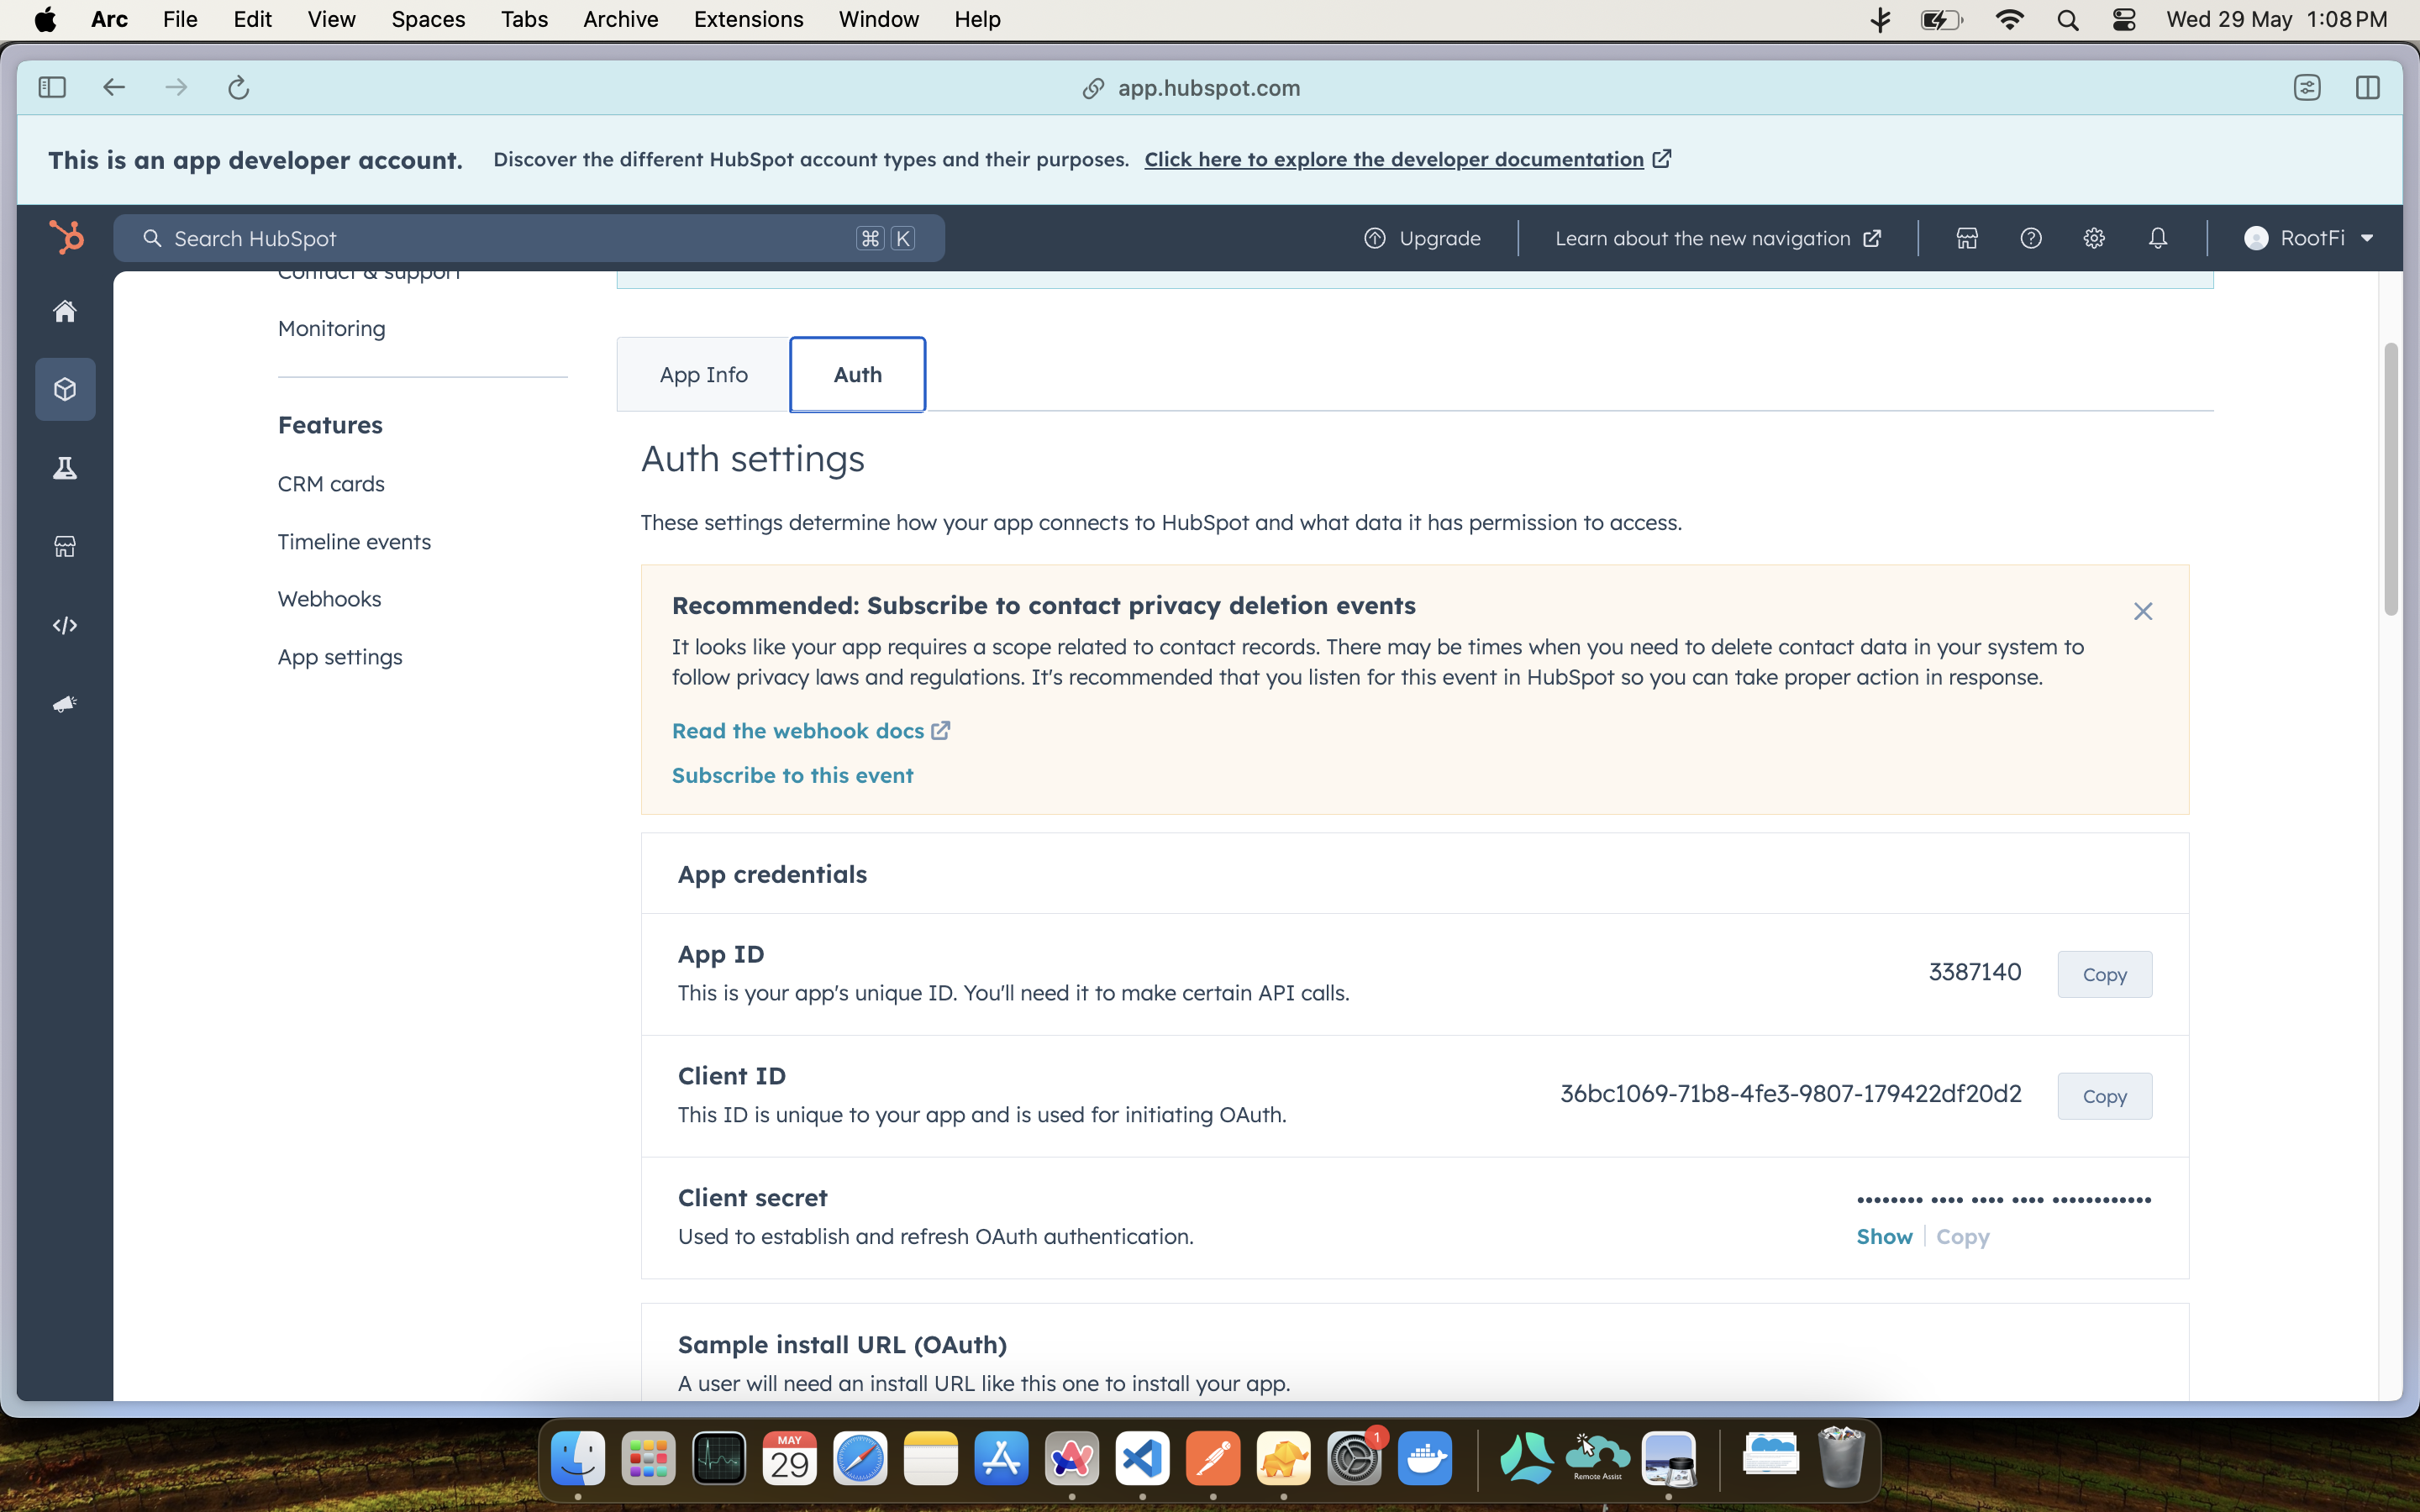 Arc File Edit View Spaces Tabs Archive Extensions Window Help Wed 29 May 1:08 PM
app.hubspot.com
This is an app developer account. Discover the different HubSpot account types and their purposes. Click here to explore the developer documentation
Search HubSpot ⌘ K Upgrade Learn about the new navigation RootFi
Contact & support
Monitoring
Features
CRM cards
Timeline events
Webhooks
App settings
App Info Auth
Auth settings
These settings determine how your app connects to HubSpot and what data it has permission to access.
Recommended: Subscribe to contact privacy deletion events
It looks like your app requires a scope related to contact records. There may be times when you need to delete contact data in your system to
follow privacy laws and regulations. It's recommended that you listen for this event in HubSpot so you can take proper action in response.
Read the webhook docs
Subscribe to this event
App credentials
App ID
3387140 Copy
This is your app's unique ID. You'll need it to make certain API calls.
Client ID
36bc1069-71b8-4fe3-9807-179422df20d2 Copy
This ID is unique to your app and is used for initiating OAuth.
Client secret
•••••••• •••• •••• •••• ••••••••••••
Used to establish and refresh OAuth authentication.
Show Copy
Sample install URL (OAuth)
A user will need an install URL like this one to install your app.
MAY
29
1
Remote Assist